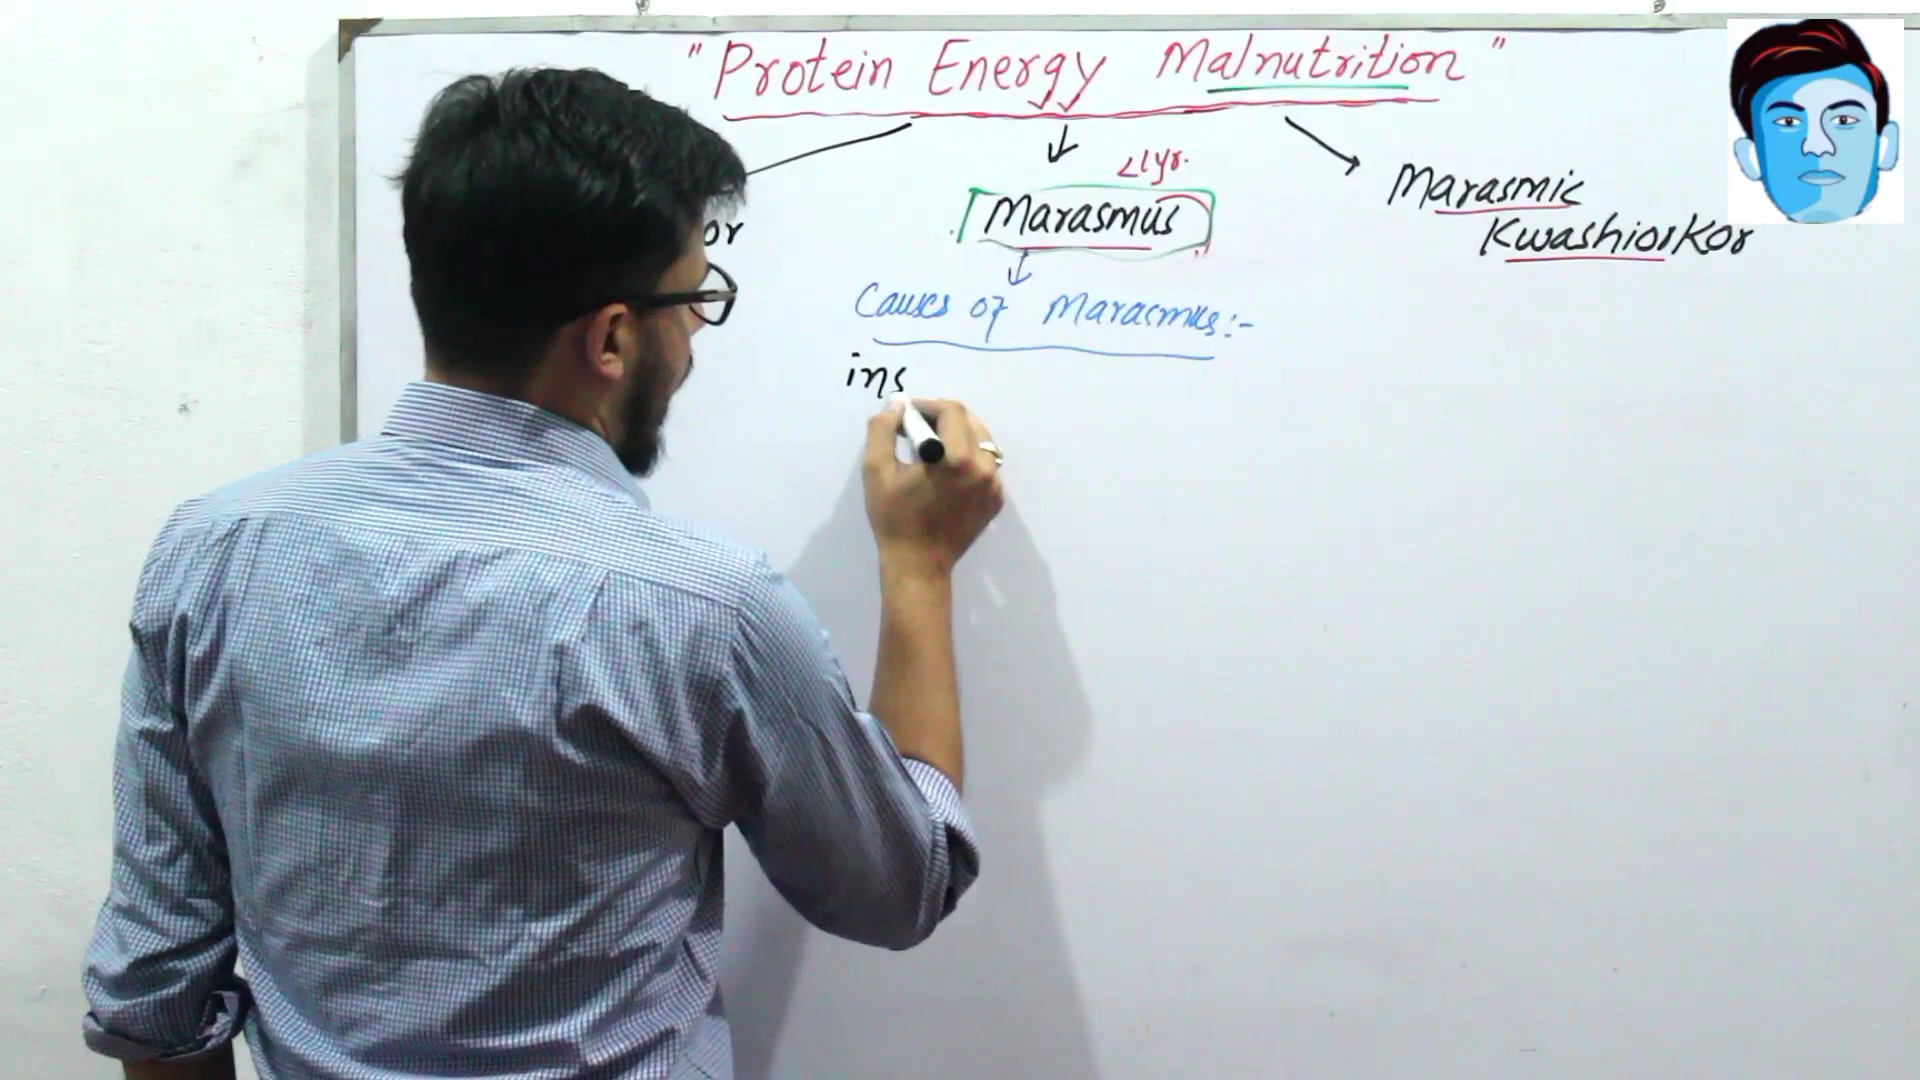 "Protein Energy Malnutrition"
<1yr.
Marasmus
Marasmic
Kwashiorkor
or
Causes of Marasmus:-
ins